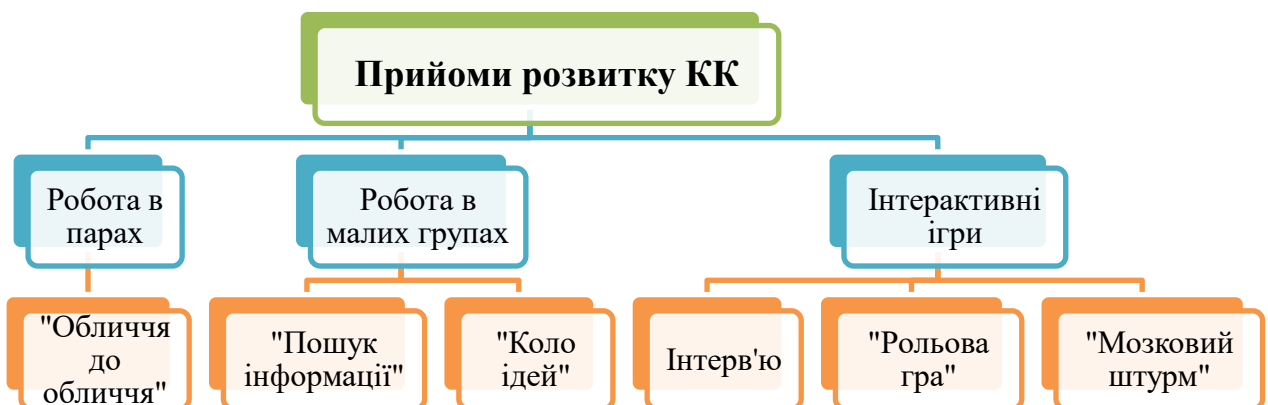 Прийоми розвитку КК
Робота в
парах
Робота в
малих групах
Інтерактивні
ігри
"Обличчя
до
обличчя"
"Пошук
інформації"
"Коло
ідей"
Інтерв'ю
"Рольова
гра"
"Мозковий
штурм"